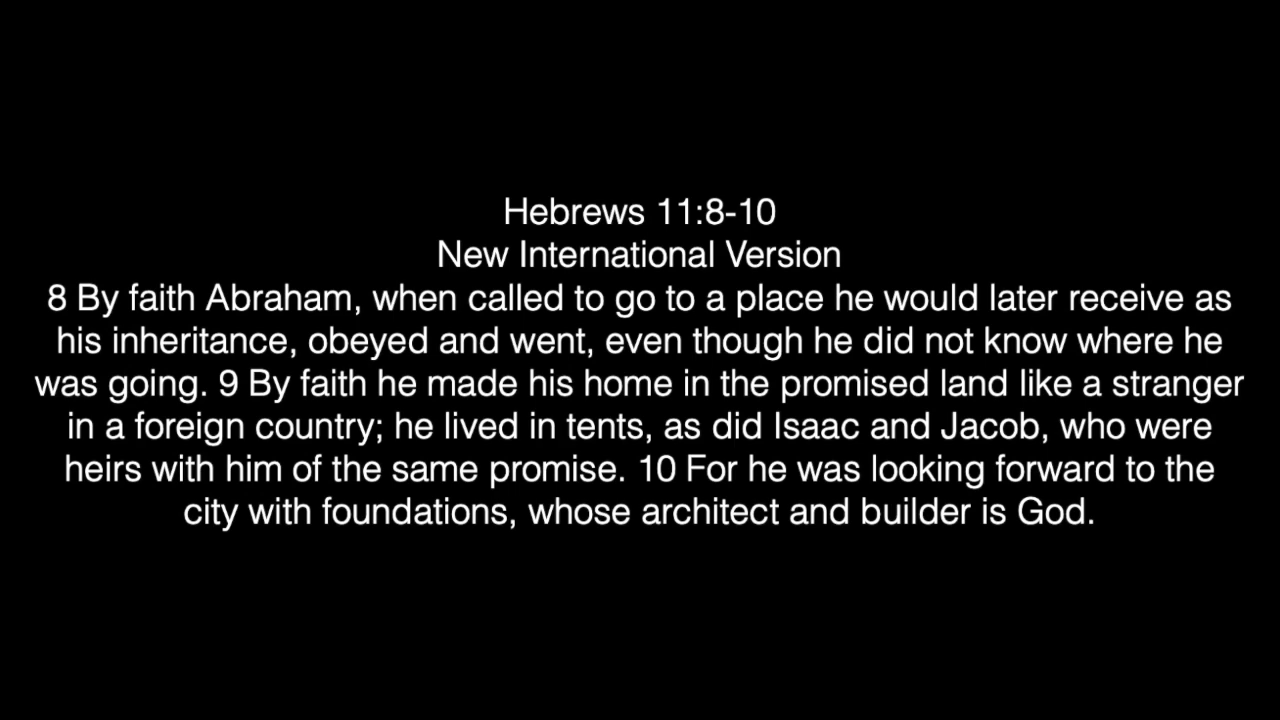 Hebrews 11:8-10
New International Version
8 By faith Abraham, when called to go to a place he would later receive as
his inheritance, obeyed and went, even though he did not know where he
was going. 9 By faith he made his home in the promised land like a stranger
in a foreign country; he lived in tents, as did Isaac and Jacob, who were
heirs with him of the same promise. 10 For he was looking forward to the
city with foundations, whose architect and builder is God.